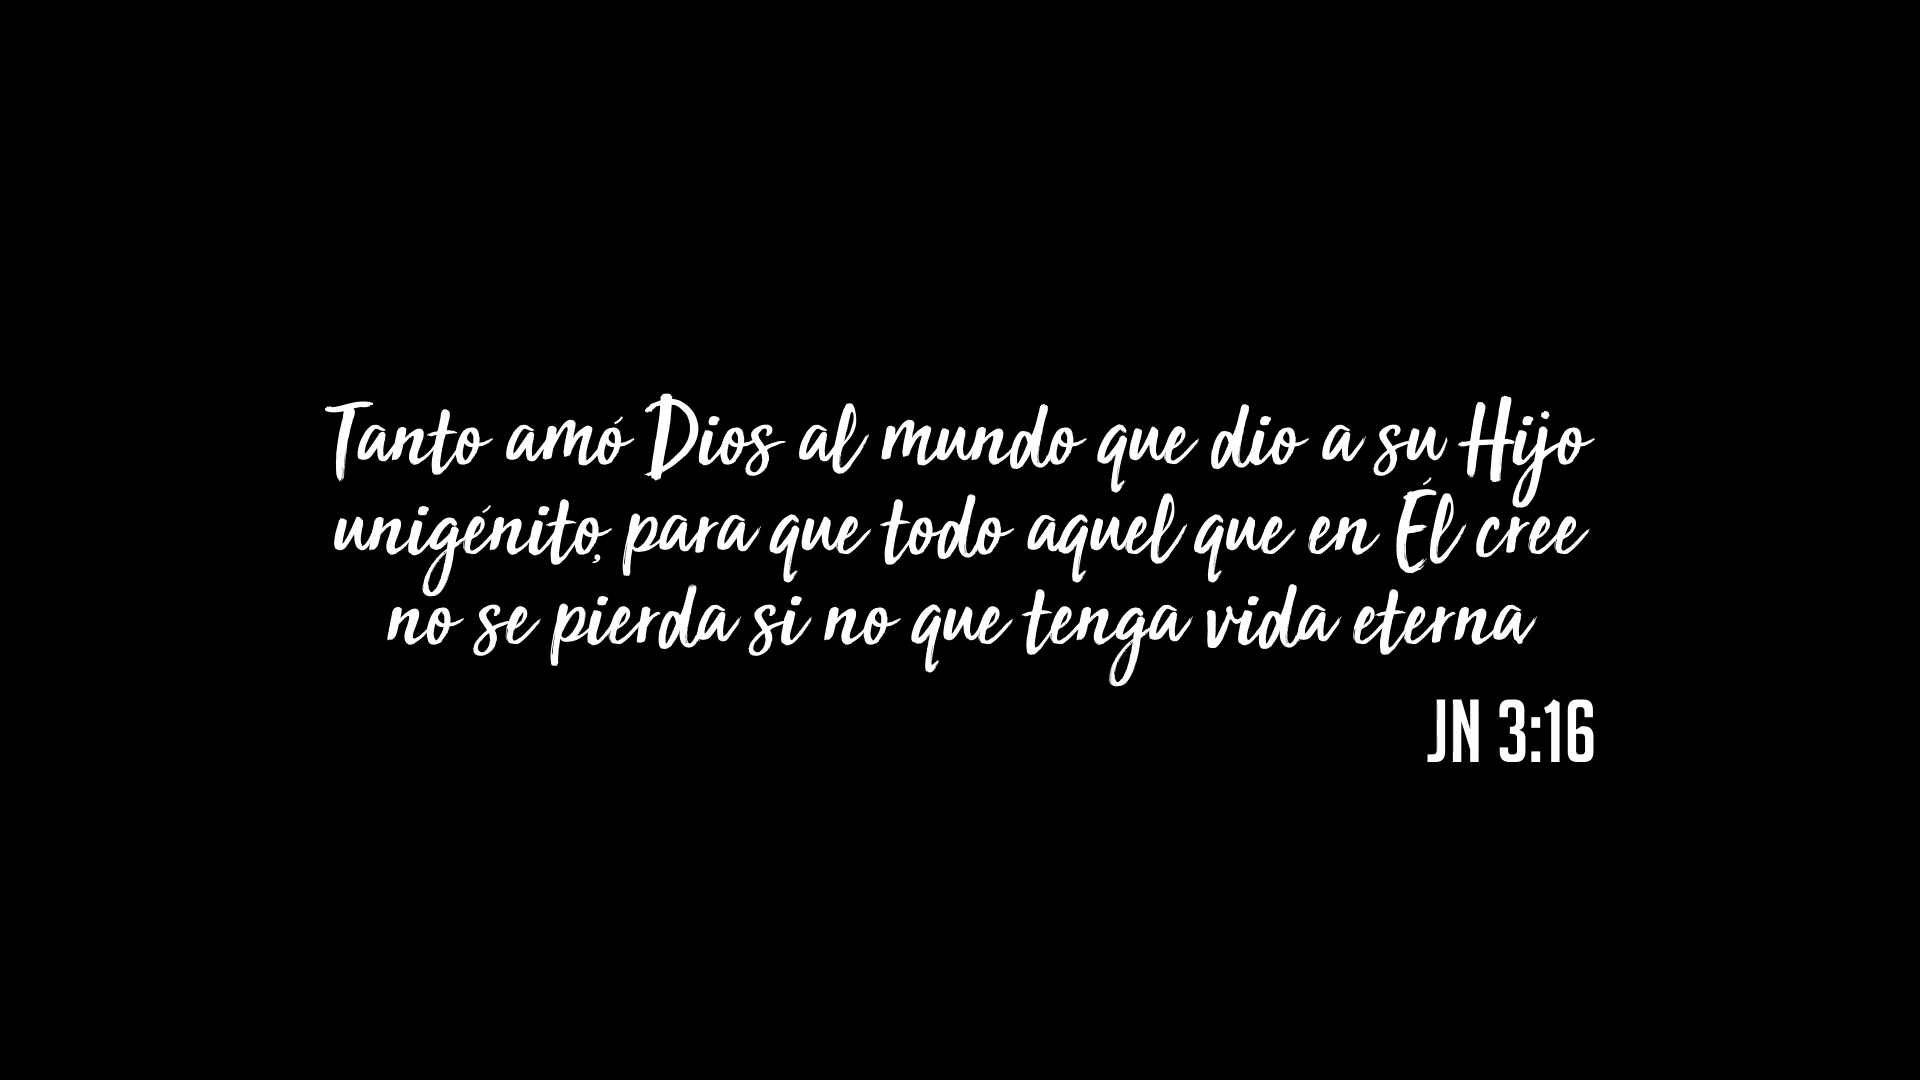 Tanto amó Dios al mundo que dio a su Hijo
unigénito, para que todo aquel que en Él cree
no se pierda si no que tenga vida eterna
JN 3:16